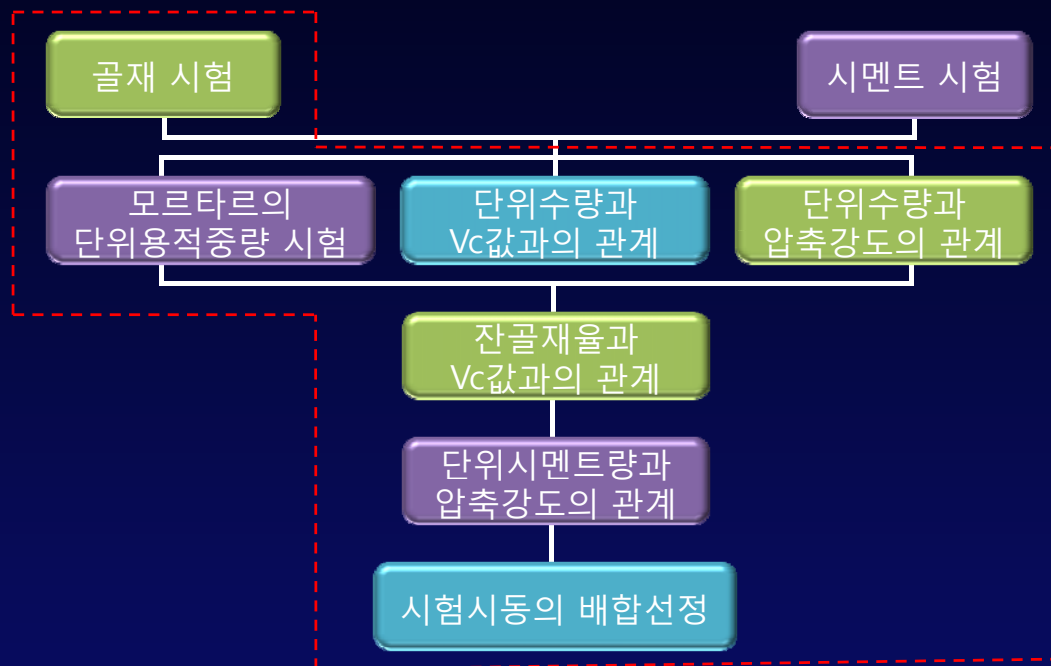 골재 시험
시멘트 시험
모르타르의
단위용적중량 시험
단위수량과
Vc값과의 관계
단위수량과
압축강도의 관계
잔골재율과
Vc값과의 관계
단위시멘트량과
압축강도의 관계
시험시동의 배합선정